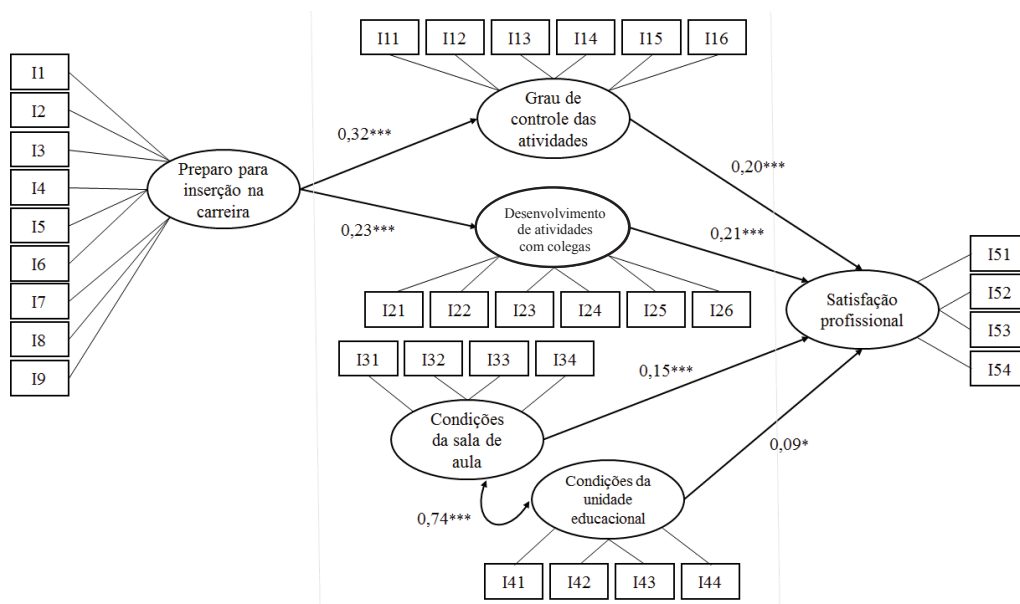 I1
I2
I3
I4
I5
I6
I7
I8
I9
Preparo para
inserção na
carreira
0,32***
0,23***
I11
I12
I13
I14
I15
I16
Grau de
controle das
atividades
0,20***
Desenvolvimento
de atividades
com colegas
0,21***
I21
I22
I23
I24
I25
I26
I31
I32
I33
I34
Condições
da sala de
aula
0,15***
0,74***
Condições da
unidade
educacional
0,09*
I41
I42
I43
I44
Satisfação
profissional
I51
I52
I53
I54